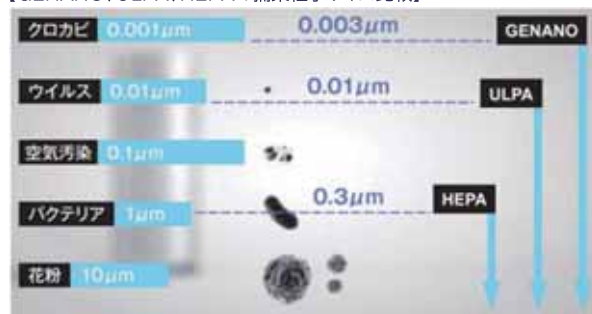 クロカビ 0.001μm 0.003μm GENANO
ウイルス 0.01μm 0.01μm ULPA
空気汚染 0.1μm
バクテリア 1μm 0.3μm HEPA
花粉 10μm